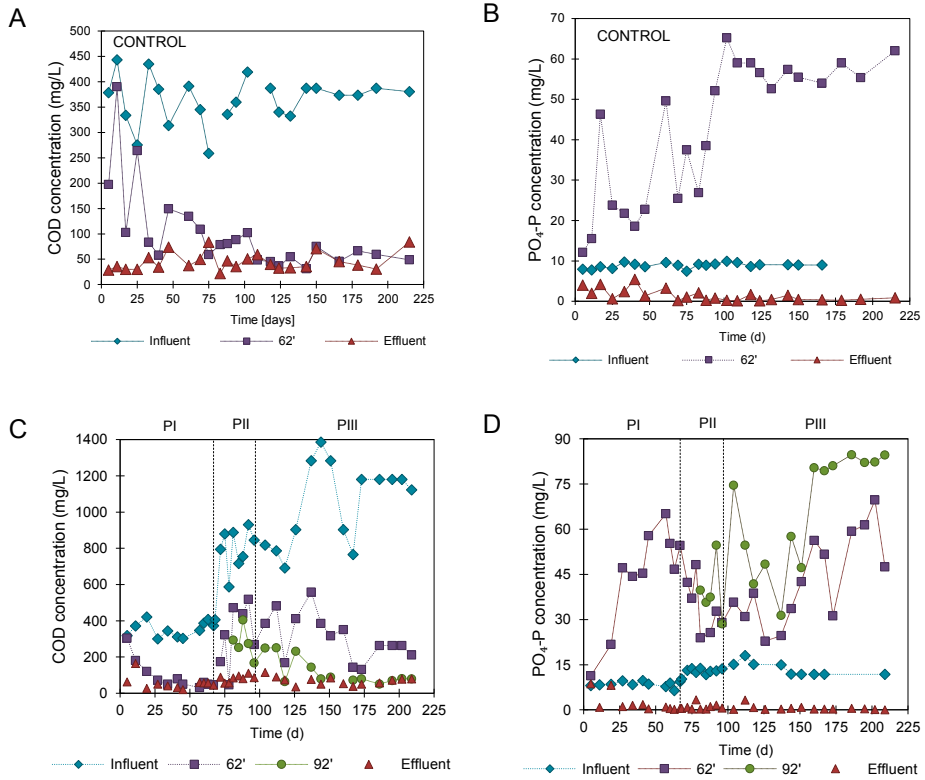 A
CONTROL
COD concentration (mg/L)
500
450
400
350
300
250
200
150
100
50
0
0 25 50 75 100 125 150 175 200 225
Time [days]
Influent 62' Effluent
B
CONTROL
PO4-P concentration (mg/L)
70
60
50
40
30
20
10
0
0 25 50 75 100 125 150 175 200 225
Time (d)
Influent 62' Effluent
C
PI PII PIII
COD concentration (mg/L)
1400
1200
1000
800
600
400
200
0
0 25 50 75 100 125 150 175 200 225
Time (d)
Influent 62' 92' Effluent
D
PI PII PIII
PO4-P concentration (mg/L)
90
75
60
45
30
15
0
0 25 50 75 100 125 150 175 200 225
Time (d)
Influent 62' 92' Effluent